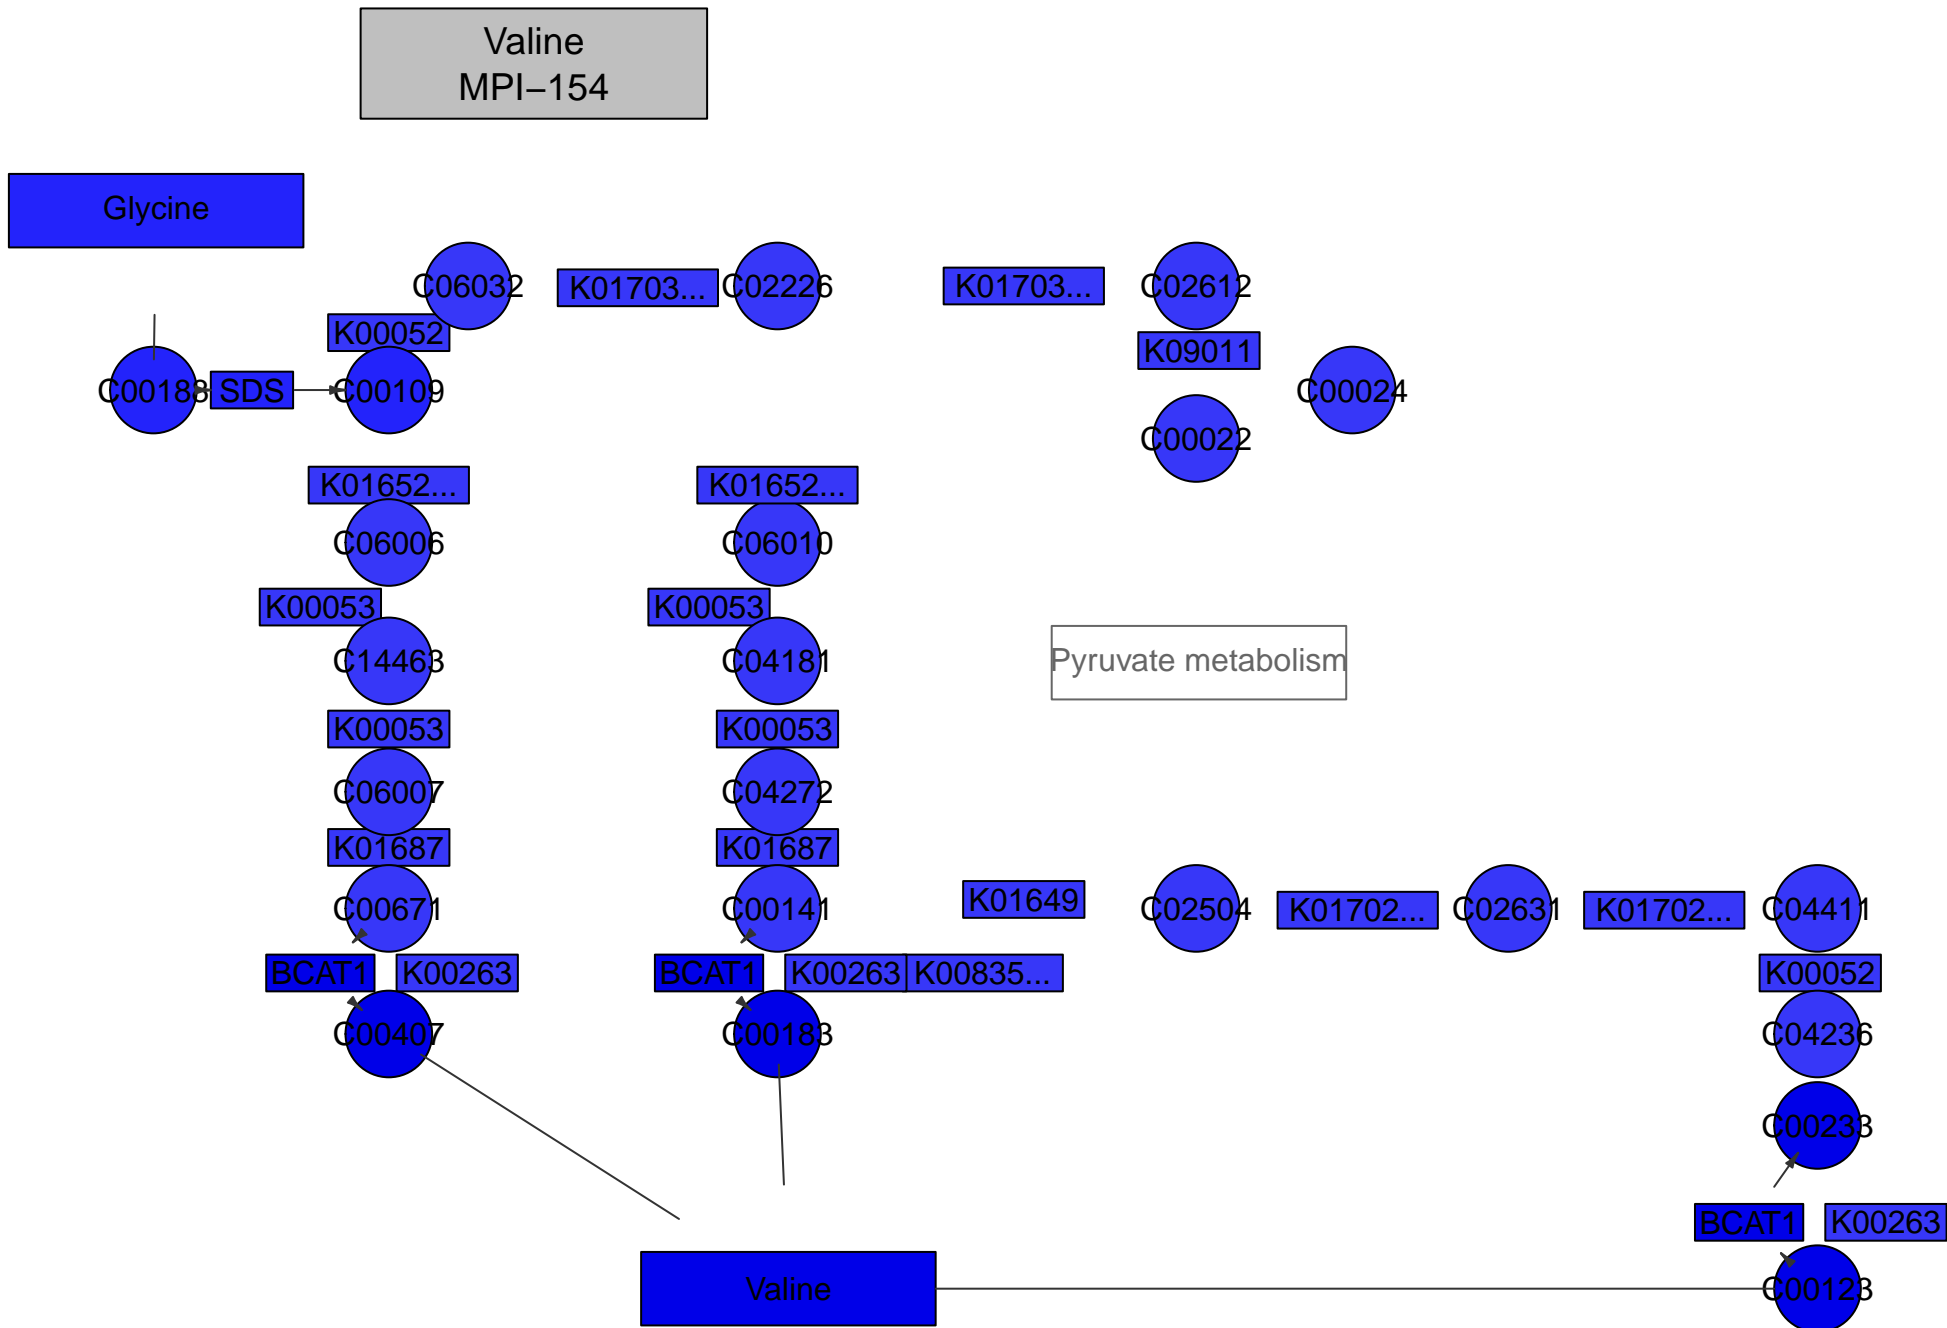 Valine
MPI−154
Glycine
C06032
K01703...
C02226
K01703...
C02612
K00052
K09011
C00188
SDS
C00109
C00024
C00022
K01652...
K01652...
C06006
C06010
K00053
K00053
C14463
C04181
Pyruvate metabolism
K00053
K00053
C06007
C04272
K01687
K01687
C00671
C00141
K01649
C02504
K01702...
C02631
K01702...
C04411
BCAT1
K00263
BCAT1
K00263
K00835...
K00052
C00407
C00183
C04236
C00233
BCAT1
K00263
Valine
C00123